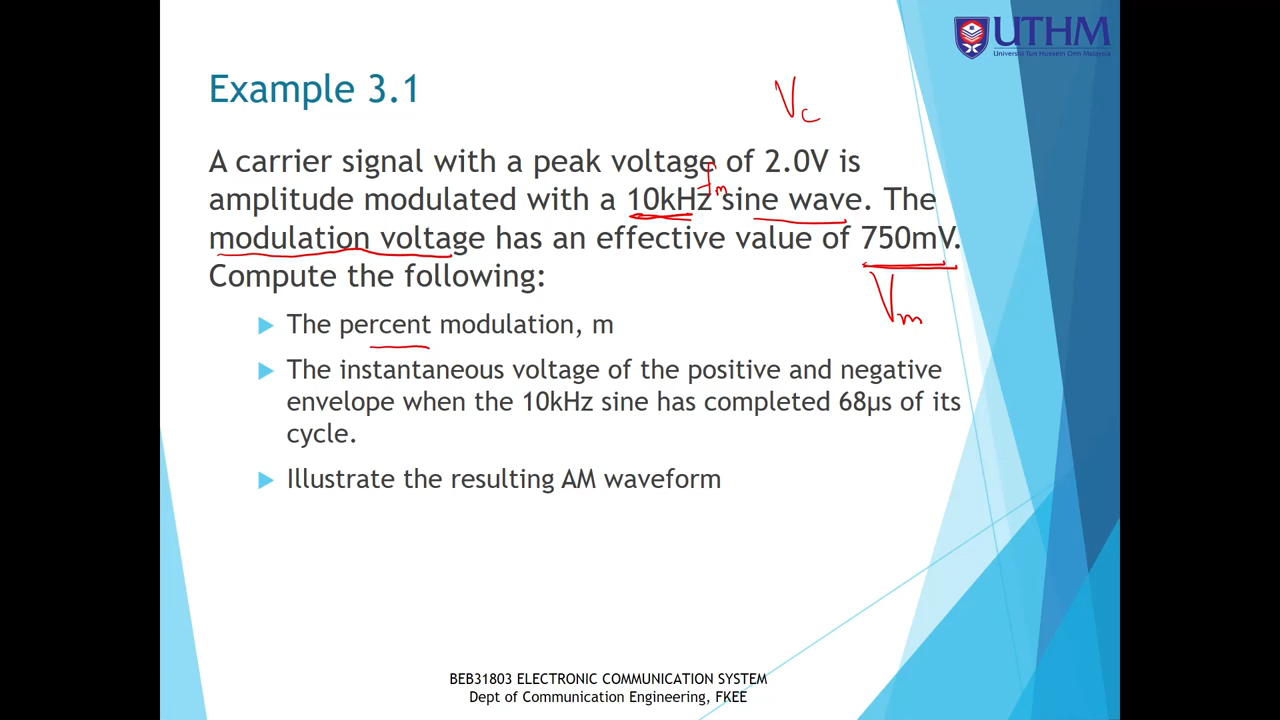 UTHM
Universiti Tun Hussein Onn Malaysia
Example 3.1
Vc
A carrier signal with a peak voltage of 2.0V is
fm
amplitude modulated with a 10kHz sine wave. The
modulation voltage has an effective value of 750mV.
Compute the following:
Vm
The percent modulation, m
The instantaneous voltage of the positive and negative
envelope when the 10kHz sine has completed 68µs of its
cycle.
Illustrate the resulting AM waveform
BEB31803 ELECTRONIC COMMUNICATION SYSTEM
Dept of Communication Engineering, FKEE